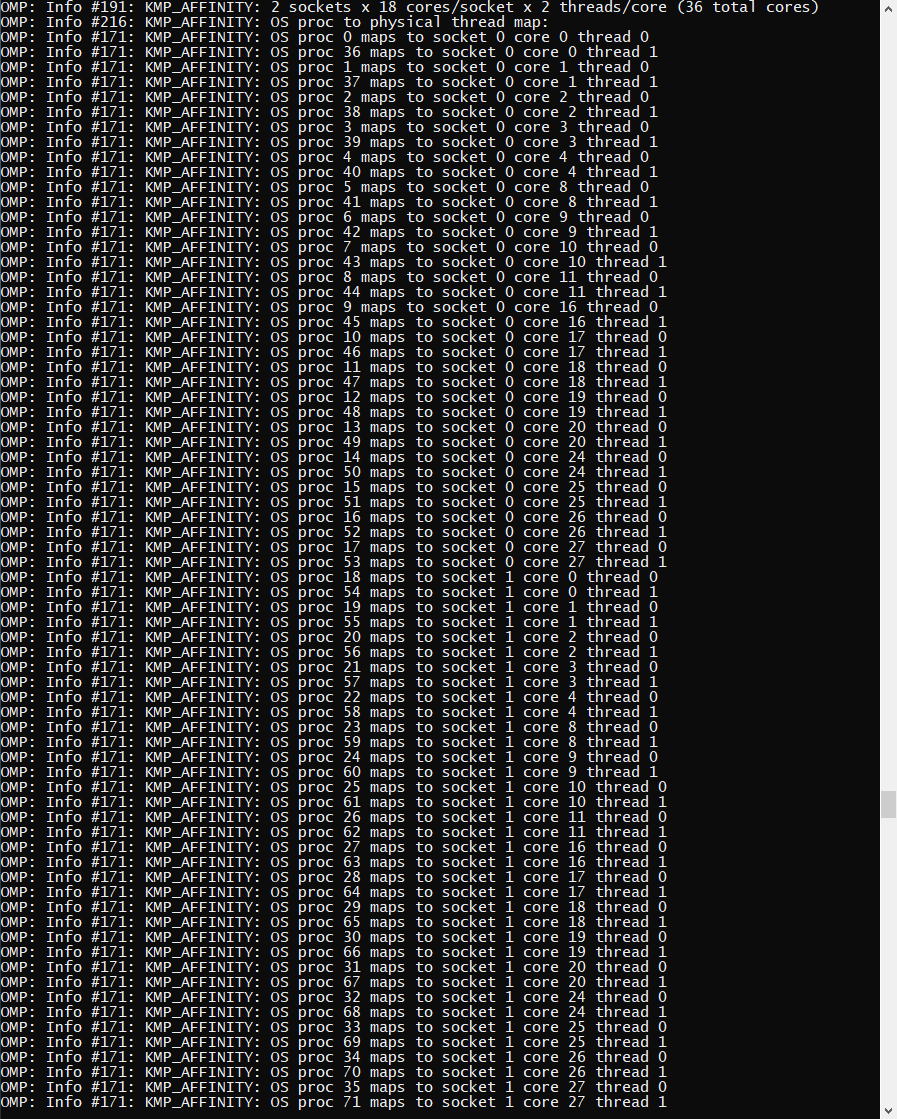 OMP: Info #191: KMP_AFFINITY: 2 sockets x 18 cores/socket x 2 threads/core (36 total cores)
OMP: Info #216: KMP_AFFINITY: OS proc to physical thread map:
OMP: Info #171: KMP_AFFINITY: OS proc 0 maps to socket 0 core 0 thread 0
OMP: Info #171: KMP_AFFINITY: OS proc 36 maps to socket 0 core 0 thread 1
OMP: Info #171: KMP_AFFINITY: OS proc 1 maps to socket 0 core 1 thread 0
OMP: Info #171: KMP_AFFINITY: OS proc 37 maps to socket 0 core 1 thread 1
OMP: Info #171: KMP_AFFINITY: OS proc 2 maps to socket 0 core 2 thread 0
OMP: Info #171: KMP_AFFINITY: OS proc 38 maps to socket 0 core 2 thread 1
OMP: Info #171: KMP_AFFINITY: OS proc 3 maps to socket 0 core 3 thread 0
OMP: Info #171: KMP_AFFINITY: OS proc 39 maps to socket 0 core 3 thread 1
OMP: Info #171: KMP_AFFINITY: OS proc 4 maps to socket 0 core 4 thread 0
OMP: Info #171: KMP_AFFINITY: OS proc 40 maps to socket 0 core 4 thread 1
OMP: Info #171: KMP_AFFINITY: OS proc 5 maps to socket 0 core 8 thread 0
OMP: Info #171: KMP_AFFINITY: OS proc 41 maps to socket 0 core 8 thread 1
OMP: Info #171: KMP_AFFINITY: OS proc 6 maps to socket 0 core 9 thread 0
OMP: Info #171: KMP_AFFINITY: OS proc 42 maps to socket 0 core 9 thread 1
OMP: Info #171: KMP_AFFINITY: OS proc 7 maps to socket 0 core 10 thread 0
OMP: Info #171: KMP_AFFINITY: OS proc 43 maps to socket 0 core 10 thread 1
OMP: Info #171: KMP_AFFINITY: OS proc 8 maps to socket 0 core 11 thread 0
OMP: Info #171: KMP_AFFINITY: OS proc 44 maps to socket 0 core 11 thread 1
OMP: Info #171: KMP_AFFINITY: OS proc 9 maps to socket 0 core 16 thread 0
OMP: Info #171: KMP_AFFINITY: OS proc 45 maps to socket 0 core 16 thread 1
OMP: Info #171: KMP_AFFINITY: OS proc 10 maps to socket 0 core 17 thread 0
OMP: Info #171: KMP_AFFINITY: OS proc 46 maps to socket 0 core 17 thread 1
OMP: Info #171: KMP_AFFINITY: OS proc 11 maps to socket 0 core 18 thread 0
OMP: Info #171: KMP_AFFINITY: OS proc 47 maps to socket 0 core 18 thread 1
OMP: Info #171: KMP_AFFINITY: OS proc 12 maps to socket 0 core 19 thread 0
OMP: Info #171: KMP_AFFINITY: OS proc 48 maps to socket 0 core 19 thread 1
OMP: Info #171: KMP_AFFINITY: OS proc 13 maps to socket 0 core 20 thread 0
OMP: Info #171: KMP_AFFINITY: OS proc 49 maps to socket 0 core 20 thread 1
OMP: Info #171: KMP_AFFINITY: OS proc 14 maps to socket 0 core 24 thread 0
OMP: Info #171: KMP_AFFINITY: OS proc 50 maps to socket 0 core 24 thread 1
OMP: Info #171: KMP_AFFINITY: OS proc 15 maps to socket 0 core 25 thread 0
OMP: Info #171: KMP_AFFINITY: OS proc 51 maps to socket 0 core 25 thread 1
OMP: Info #171: KMP_AFFINITY: OS proc 16 maps to socket 0 core 26 thread 0
OMP: Info #171: KMP_AFFINITY: OS proc 52 maps to socket 0 core 26 thread 1
OMP: Info #171: KMP_AFFINITY: OS proc 17 maps to socket 0 core 27 thread 0
OMP: Info #171: KMP_AFFINITY: OS proc 53 maps to socket 0 core 27 thread 1
OMP: Info #171: KMP_AFFINITY: OS proc 18 maps to socket 1 core 0 thread 0
OMP: Info #171: KMP_AFFINITY: OS proc 54 maps to socket 1 core 0 thread 1
OMP: Info #171: KMP_AFFINITY: OS proc 19 maps to socket 1 core 1 thread 0
OMP: Info #171: KMP_AFFINITY: OS proc 55 maps to socket 1 core 1 thread 1
OMP: Info #171: KMP_AFFINITY: OS proc 20 maps to socket 1 core 2 thread 0
OMP: Info #171: KMP_AFFINITY: OS proc 56 maps to socket 1 core 2 thread 1
OMP: Info #171: KMP_AFFINITY: OS proc 21 maps to socket 1 core 3 thread 0
OMP: Info #171: KMP_AFFINITY: OS proc 57 maps to socket 1 core 3 thread 1
OMP: Info #171: KMP_AFFINITY: OS proc 22 maps to socket 1 core 4 thread 0
OMP: Info #171: KMP_AFFINITY: OS proc 58 maps to socket 1 core 4 thread 1
OMP: Info #171: KMP_AFFINITY: OS proc 23 maps to socket 1 core 8 thread 0
OMP: Info #171: KMP_AFFINITY: OS proc 59 maps to socket 1 core 8 thread 1
OMP: Info #171: KMP_AFFINITY: OS proc 24 maps to socket 1 core 9 thread 0
OMP: Info #171: KMP_AFFINITY: OS proc 60 maps to socket 1 core 9 thread 1
OMP: Info #171: KMP_AFFINITY: OS proc 25 maps to socket 1 core 10 thread 0
OMP: Info #171: KMP_AFFINITY: OS proc 61 maps to socket 1 core 10 thread 1
OMP: Info #171: KMP_AFFINITY: OS proc 26 maps to socket 1 core 11 thread 0
OMP: Info #171: KMP_AFFINITY: OS proc 62 maps to socket 1 core 11 thread 1
OMP: Info #171: KMP_AFFINITY: OS proc 27 maps to socket 1 core 16 thread 0
OMP: Info #171: KMP_AFFINITY: OS proc 63 maps to socket 1 core 16 thread 1
OMP: Info #171: KMP_AFFINITY: OS proc 28 maps to socket 1 core 17 thread 0
OMP: Info #171: KMP_AFFINITY: OS proc 64 maps to socket 1 core 17 thread 1
OMP: Info #171: KMP_AFFINITY: OS proc 29 maps to socket 1 core 18 thread 0
OMP: Info #171: KMP_AFFINITY: OS proc 65 maps to socket 1 core 18 thread 1
OMP: Info #171: KMP_AFFINITY: OS proc 30 maps to socket 1 core 19 thread 0
OMP: Info #171: KMP_AFFINITY: OS proc 66 maps to socket 1 core 19 thread 1
OMP: Info #171: KMP_AFFINITY: OS proc 31 maps to socket 1 core 20 thread 0
OMP: Info #171: KMP_AFFINITY: OS proc 67 maps to socket 1 core 20 thread 1
OMP: Info #171: KMP_AFFINITY: OS proc 32 maps to socket 1 core 24 thread 0
OMP: Info #171: KMP_AFFINITY: OS proc 68 maps to socket 1 core 24 thread 1
OMP: Info #171: KMP_AFFINITY: OS proc 33 maps to socket 1 core 25 thread 0
OMP: Info #171: KMP_AFFINITY: OS proc 69 maps to socket 1 core 25 thread 1
OMP: Info #171: KMP_AFFINITY: OS proc 34 maps to socket 1 core 26 thread 0
OMP: Info #171: KMP_AFFINITY: OS proc 70 maps to socket 1 core 26 thread 1
OMP: Info #171: KMP_AFFINITY: OS proc 35 maps to socket 1 core 27 thread 0
OMP: Info #171: KMP_AFFINITY: OS proc 71 maps to socket 1 core 27 thread 1